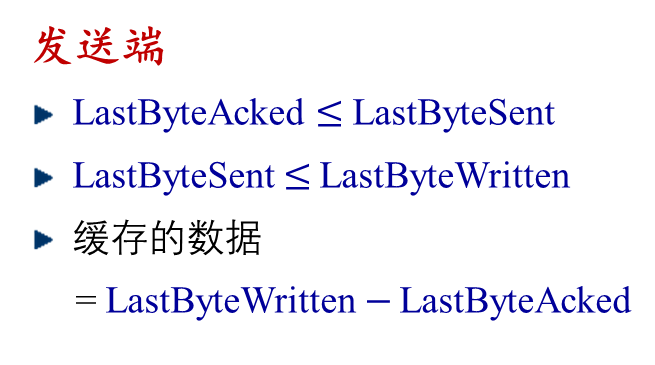 发送端
LastByteAcked ≤ LastByteSent
LastByteSent ≤ LastByteWritten
缓存的数据
= LastByteWritten − LastByteAcked